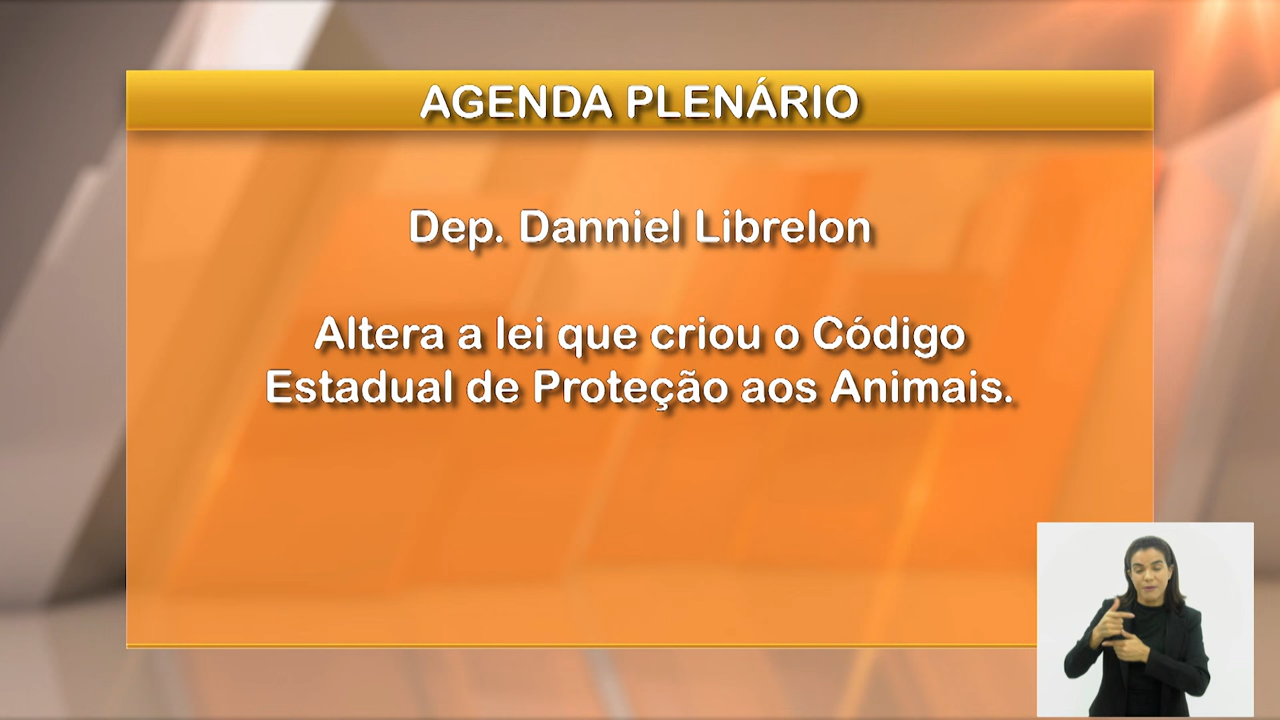 AGENDA PLENÁRIO
Dep. Danniel Librelon
Altera a lei que criou o Código
Estadual de Proteção aos Animais.